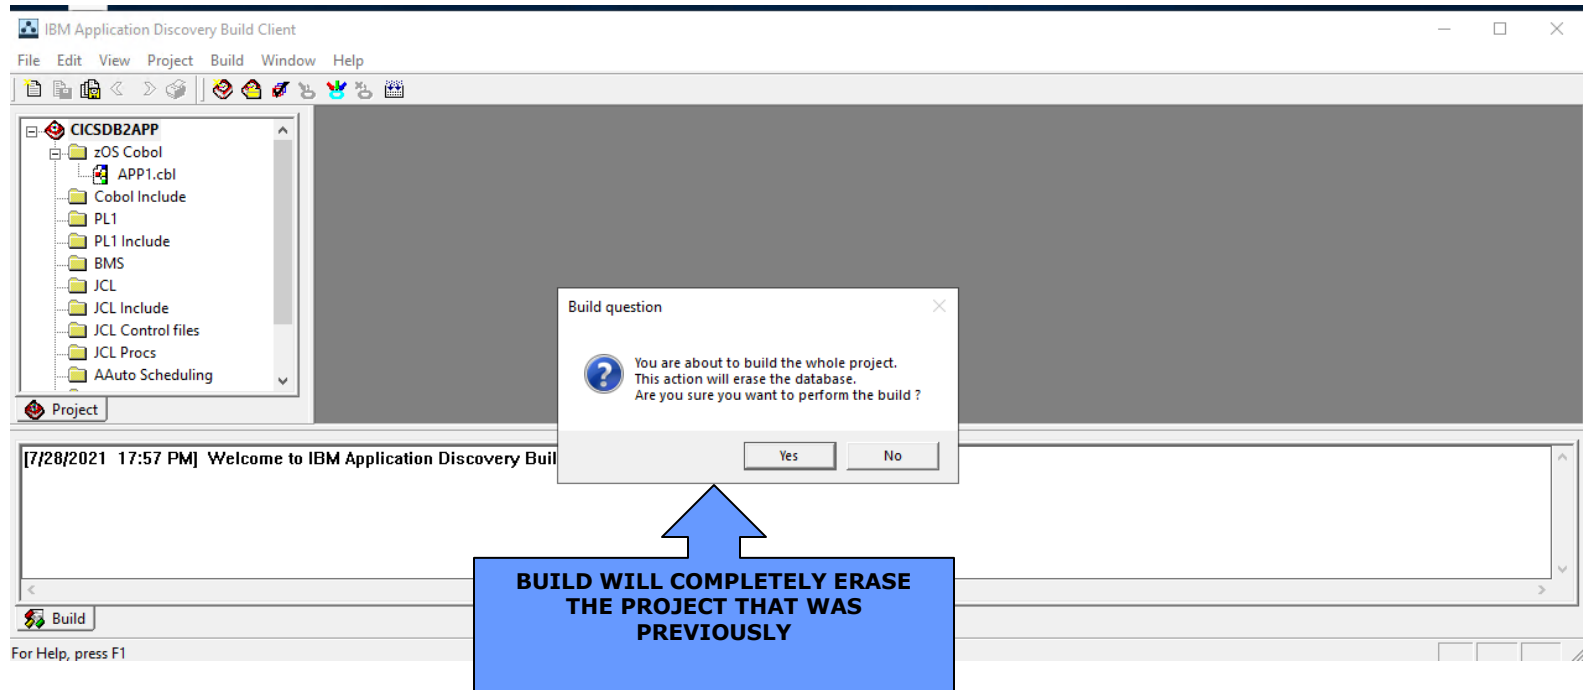 IBM Application Discovery Build Client
File Edit View Project Build Window Help
CICSDB2APP
zOS Cobol
APP1.cbl
Cobol Include
PL1
PL1 Include
BMS
JCL
JCL Include
JCL Control files
JCL Procs
AAuto Scheduling
Project
Build question
You are about to build the whole project.
This action will erase the database.
Are you sure you want to perform the build ?
Yes No
[7/28/2021 17:57 PM] Welcome to IBM Application Discovery Buil
BUILD WILL COMPLETELY ERASE
THE PROJECT THAT WAS
PREVIOUSLY
Build
For Help, press F1